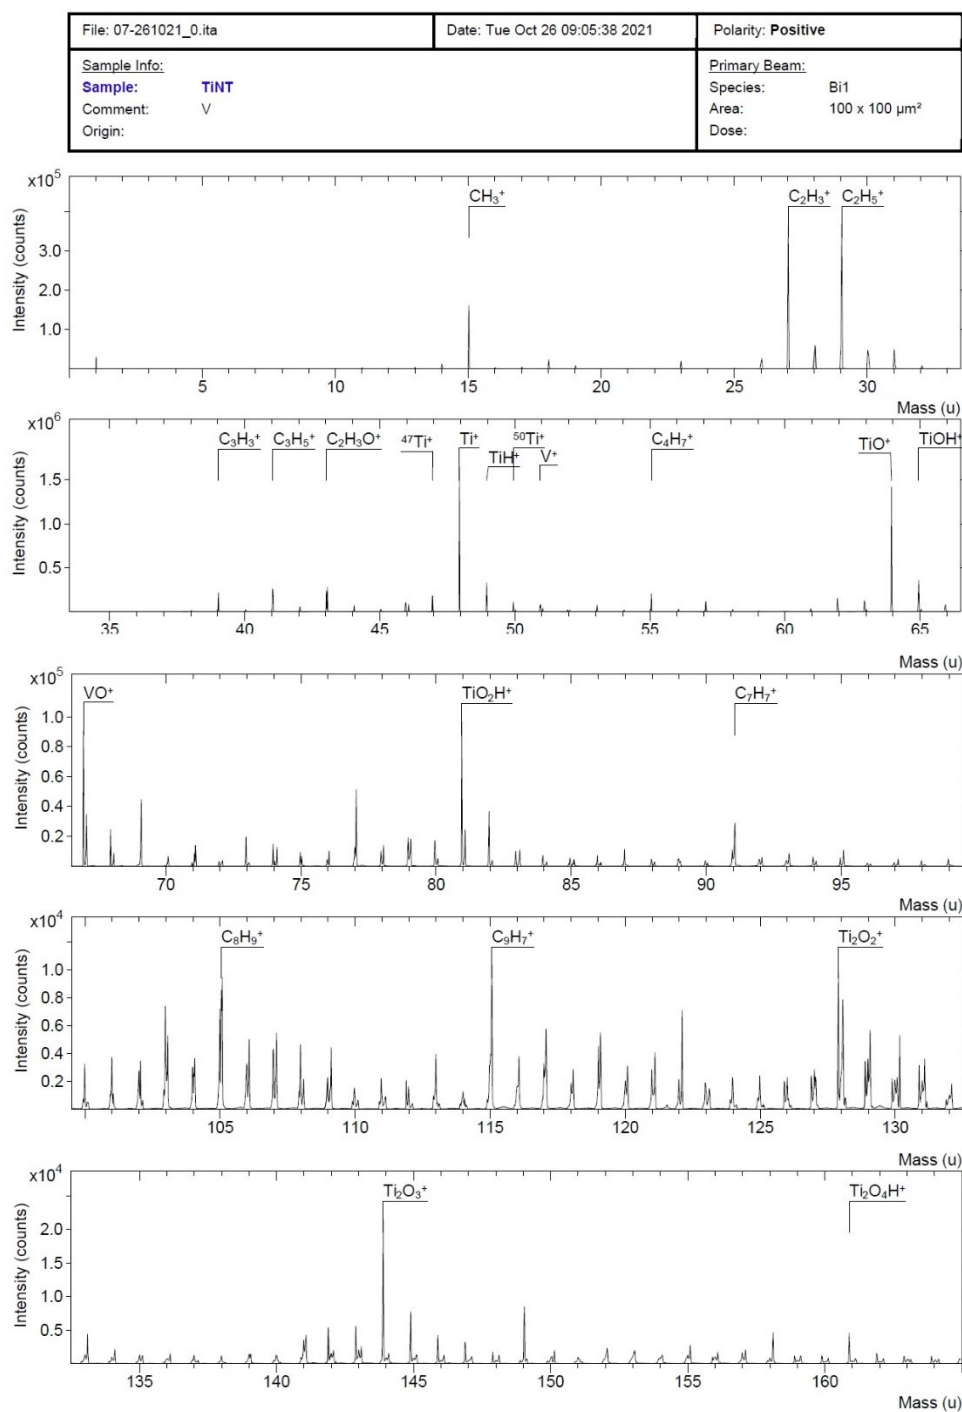 File: 07-261021_0.ita
Date: Tue Oct 26 09:05:38 2021
Polarity: Positive
Sample Info:
Sample: TiNT
Comment: V
Origin:
Primary Beam:
Species: Bi1
Area: 100 x 100 µm²
Dose:
x10⁵
Intensity (counts)
3.0
2.0
1.0
CH₃⁺
C₂H₃⁺
C₂H₅⁺
5 10 15 20 25 30
Mass (u)
x10⁶
Intensity (counts)
1.5
1.0
0.5
C₃H₃⁺
C₃H₅⁺
C₂H₃O⁺
⁴⁷Ti⁺
Ti⁺
TiH⁺
⁵⁰Ti⁺
V⁺
C₄H₇⁺
TiO⁺
TiOH⁺
35 40 45 50 55 60 65
Mass (u)
x10⁵
Intensity (counts)
1.0
0.8
0.6
0.4
0.2
VO⁺
TiO₂H⁺
C₇H₇⁺
70 75 80 85 90 95
Mass (u)
x10⁴
Intensity (counts)
1.0
0.8
0.6
0.4
0.2
C₈H₉⁺
C₉H₇⁺
Ti₂O₂⁺
105 110 115 120 125 130
Mass (u)
x10⁴
Intensity (counts)
2.0
1.5
1.0
0.5
Ti₂O₃⁺
Ti₂O₄H⁺
135 140 145 150 155 160
Mass (u)